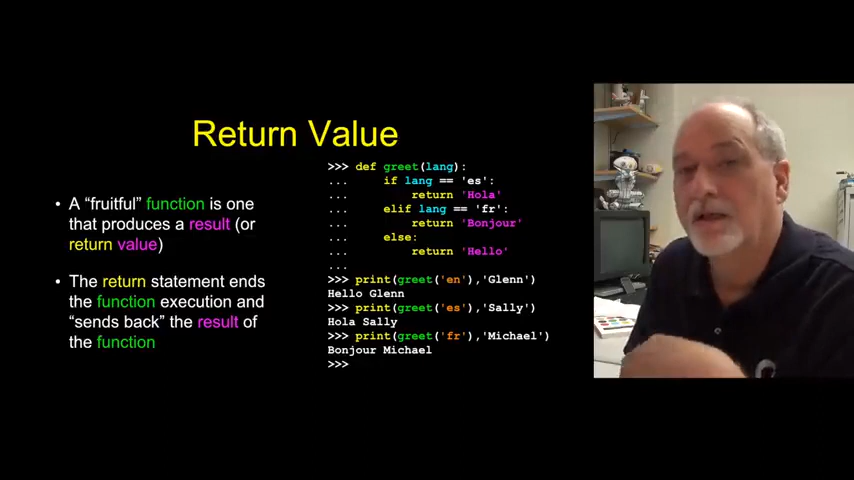 Return Value
• A “fruitful” function is one
that produces a result (or
return value)
• The return statement ends
the function execution and
“sends back” the result of
the function
>>> def greet(lang):
...     if lang == 'es':
...         return 'Hola'
...     elif lang == 'fr':
...         return 'Bonjour'
...     else:
...         return 'Hello'
...
>>> print(greet('en'),'Glenn')
Hello Glenn
>>> print(greet('es'),'Sally')
Hola Sally
>>> print(greet('fr'),'Michael')
Bonjour Michael
>>>